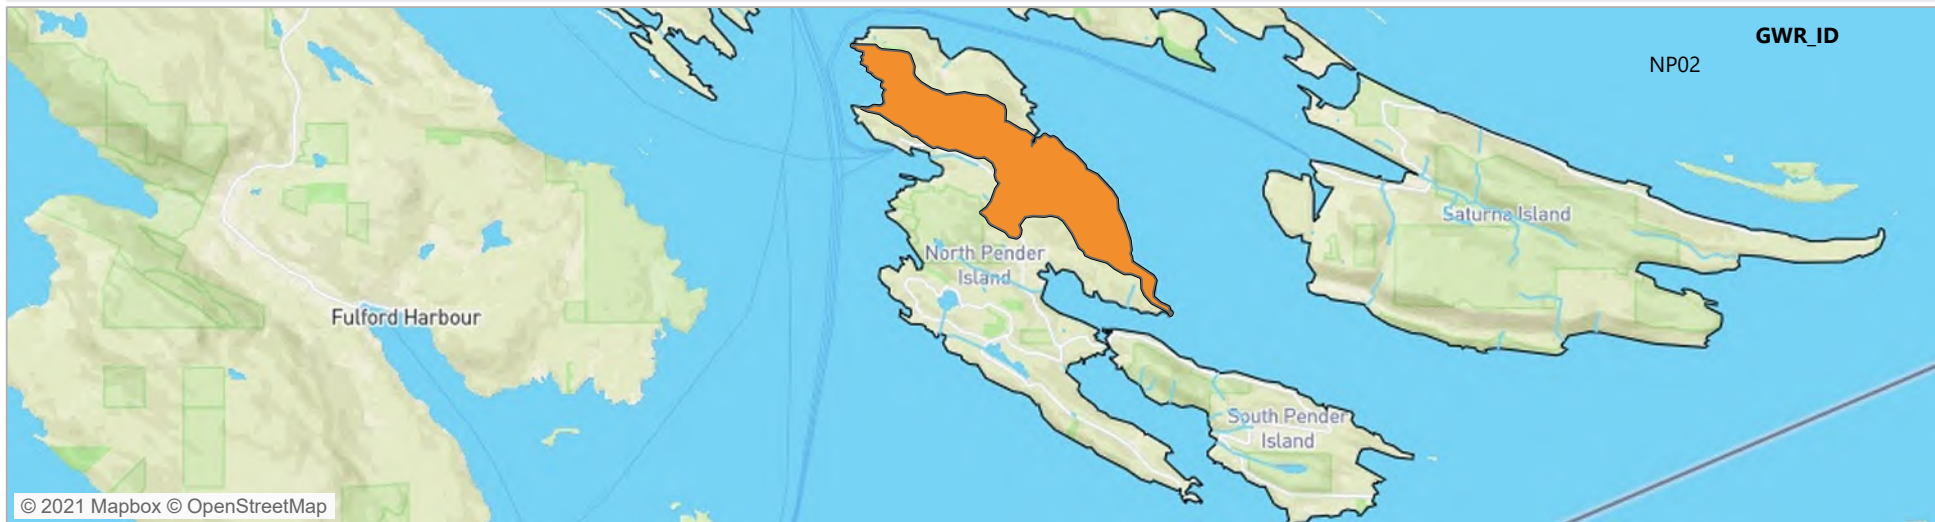 GWR_ID
NP02
Saturna Island
North Pender
Island
Fulford Harbour
South Pender
Island
© 2021 Mapbox © OpenStreetMap